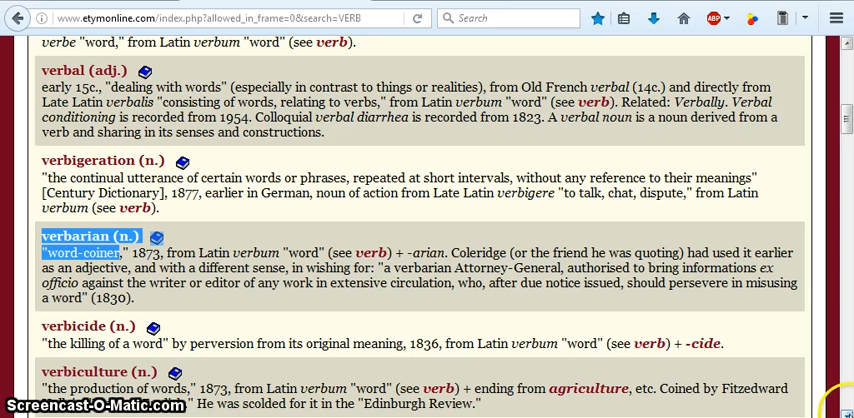 www.etymonline.com/index.php?allowed_in_frame=0&search=VERB
Search
ABP
verbe "word," from Latin verbum "word" (see verb).
verbal (adj.)
early 15c., "dealing with words" (especially in contrast to things or realities), from Old French verbal (14c.) and directly from
Late Latin verbalis "consisting of words, relating to verbs," from Latin verbum "word" (see verb). Related: Verbally. Verbal
conditioning is recorded from 1954. Colloquial verbal diarrhea is recorded from 1823. A verbal noun is a noun derived from a
verb and sharing in its senses and constructions.
verbigeration (n.)
"the continual utterance of certain words or phrases, repeated at short intervals, without any reference to their meanings"
[Century Dictionary], 1877, earlier in German, noun of action from Late Latin verbigere "to talk, chat, dispute," from Latin
verbum (see verb).
verbarian (n.)
"word-coiner," 1873, from Latin verbum "word" (see verb) + -arian. Coleridge (or the friend he was quoting) had used it earlier
as an adjective, and with a different sense, in wishing for: "a verbarian Attorney-General, authorised to bring informations ex
officio against the writer or editor of any work in extensive circulation, who, after due notice issued, should persevere in misusing
a word" (1830).
verbicide (n.)
"the killing of a word" by perversion from its original meaning, 1836, from Latin verbum "word" (see verb) + -cide.
verbiculture (n.)
"the production of words," 1873, from Latin verbum "word" (see verb) + ending from agriculture, etc. Coined by Fitzedward
He was scolded for it in the "Edinburgh Review."
Screencast-O-Matic.com